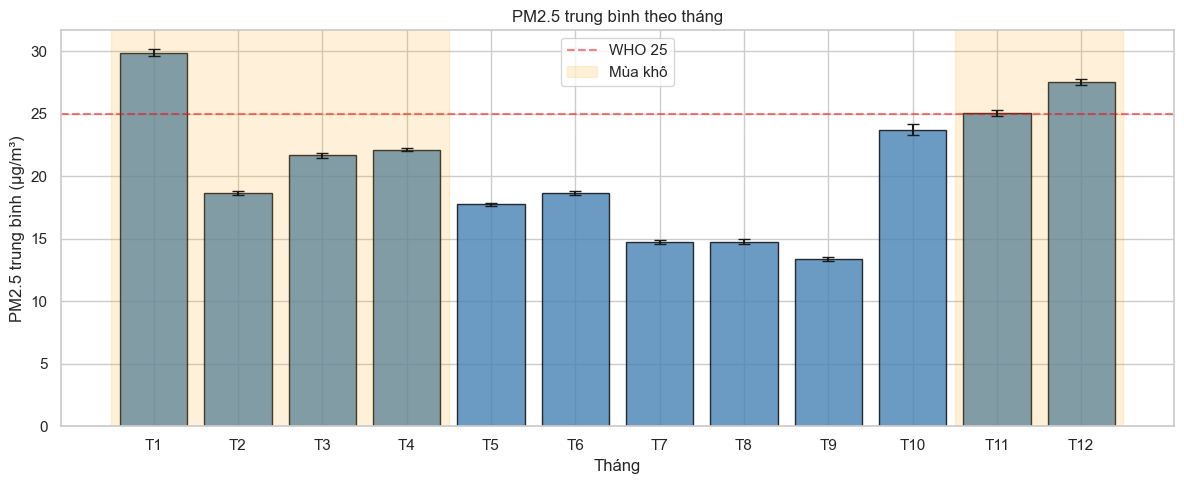 PM2.5 trung bình theo tháng
WHO 25
Mùa khô
PM2.5 trung bình (µg/m³)
30
25
20
15
10
5
0
T1 T2 T3 T4 T5 T6 T7 T8 T9 T10 T11 T12
Tháng